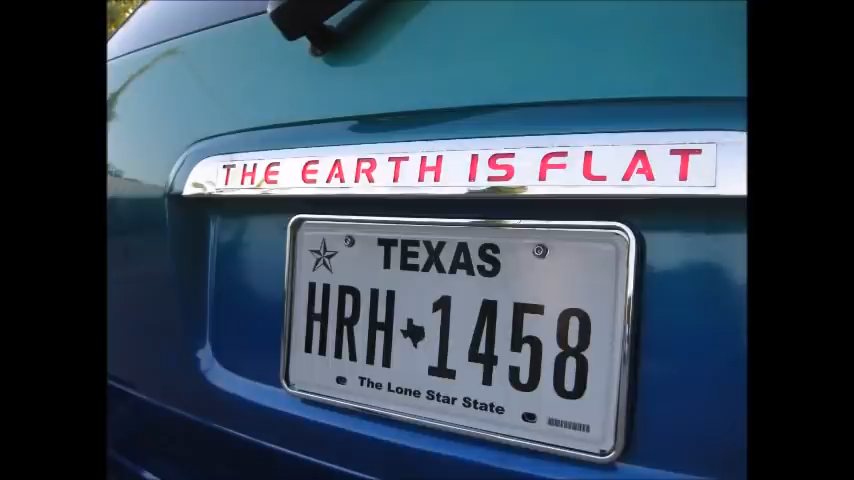 THE EARTH IS FLAT
TEXAS
HRH 1458
The Lone Star State